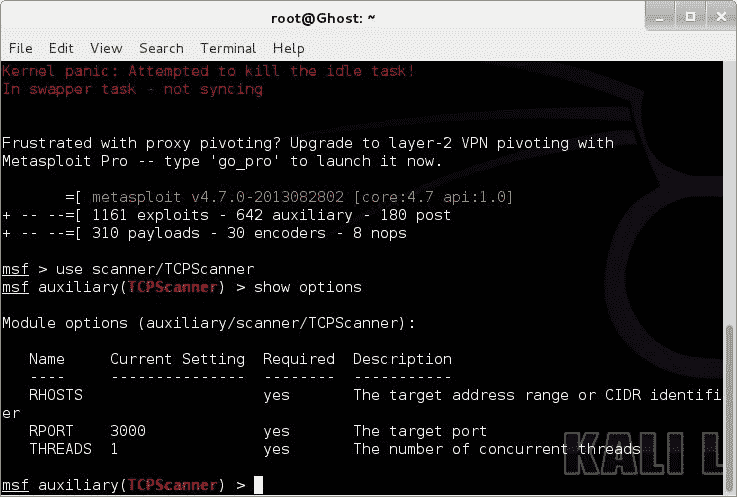 root@Ghost: ~
File Edit View Search Terminal Help
Kernel panic: Attempted to kill the idle task!
In swapper task - not syncing
Frustrated with proxy pivoting? Upgrade to layer-2 VPN pivoting with
Metasploit Pro -- type 'go_pro' to launch it now.
=[ metasploit v4.7.0-2013082802 [core:4.7 api:1.0]
+ -- --=[ 1161 exploits - 642 auxiliary - 180 post
+ -- --=[ 310 payloads - 30 encoders - 8 nops
msf > use scanner/TCPScanner
msf auxiliary(TCPScanner) > show options
Module options (auxiliary/scanner/TCPScanner):
Name Current Setting Required Description
---- --------------- -------- -----------
RHOSTS yes The target address range or CIDR identifi
er
RPORT 3000 yes The target port
THREADS 1 yes The number of concurrent threads
KALI L
msf auxiliary(TCPScanner) >